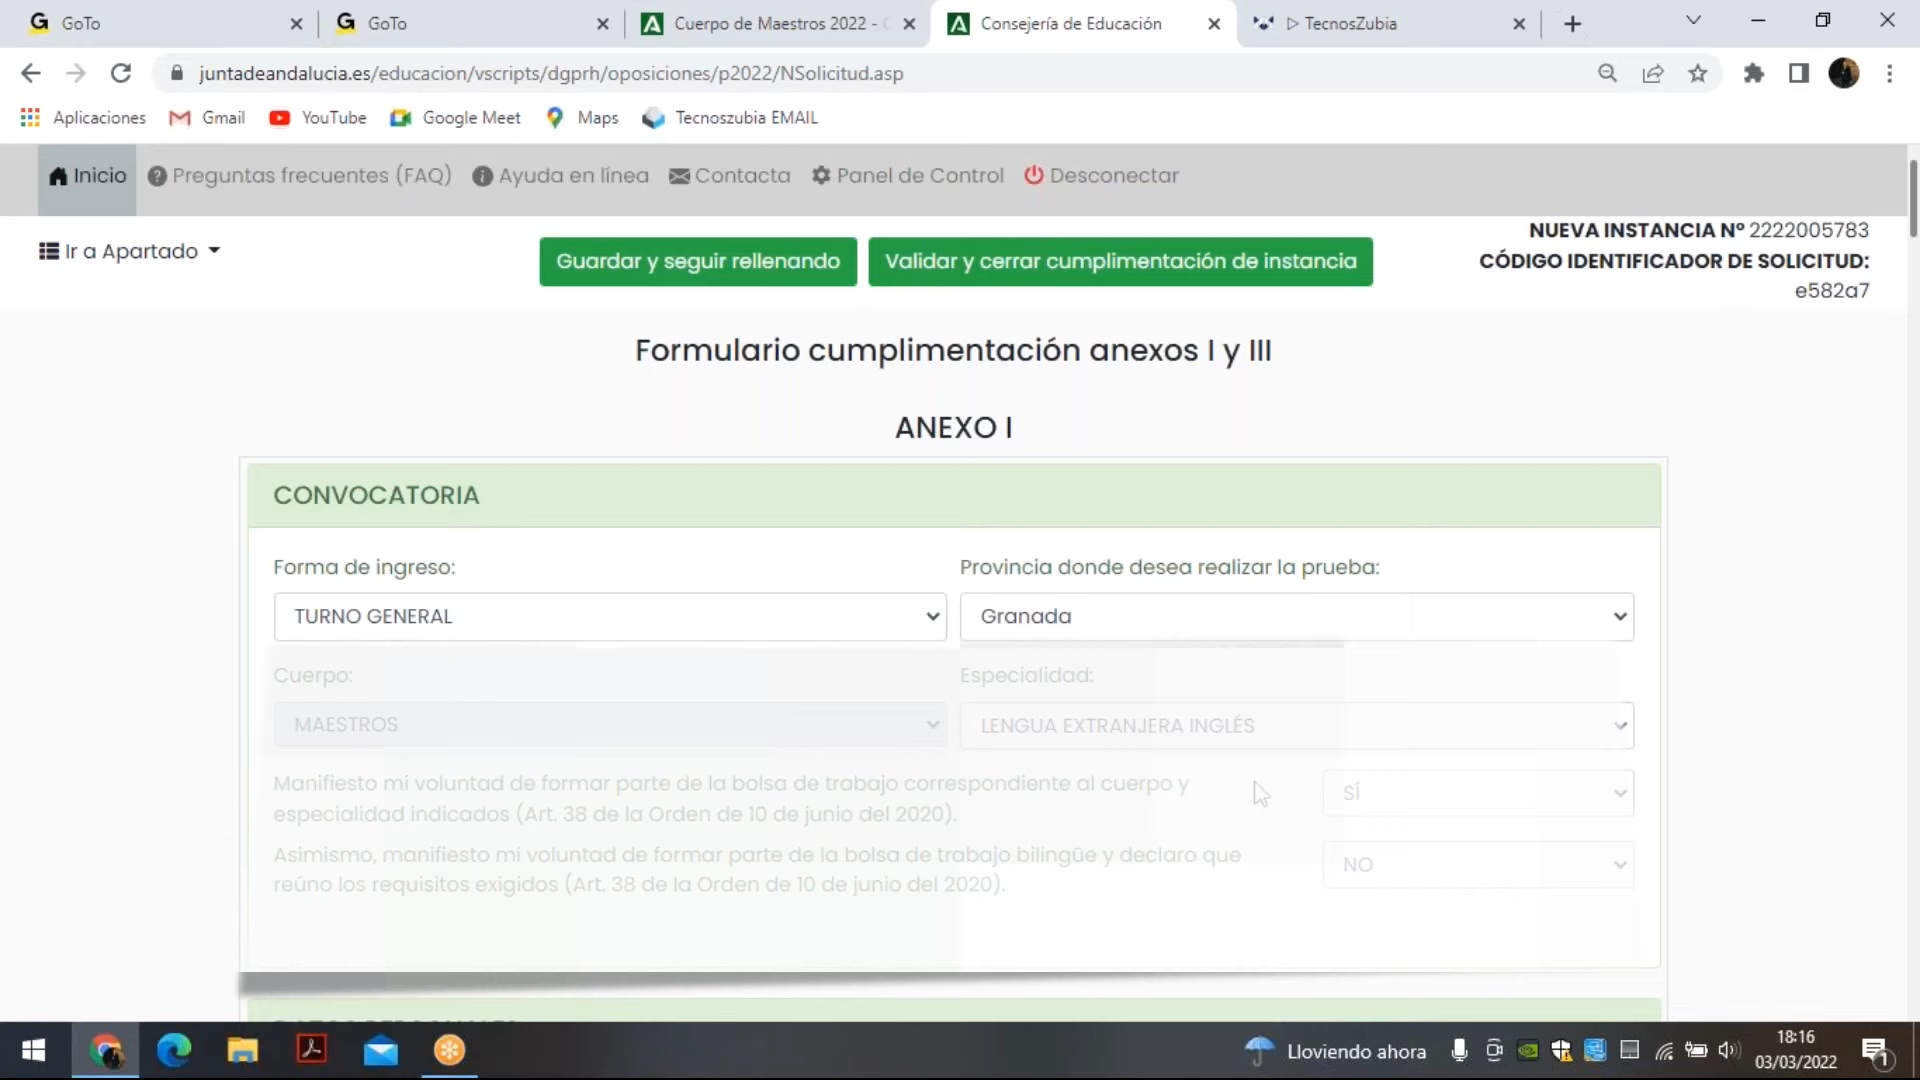 GoTo
GoTo
Cuerpo de Maestros 2022 -
Consejería de Educación
▷ TecnosZubia
juntadeandalucia.es/educacion/vscripts/dgprh/oposiciones/p2022/NSolicitud.asp
Aplicaciones
Gmail
YouTube
Google Meet
Maps
Tecnoszubia EMAIL
Inicio
Preguntas frecuentes (FAQ)
Ayuda en línea
Contacta
Panel de Control
Desconectar
Ir a Apartado
Guardar y seguir rellenando
Validar y cerrar cumplimentación de instancia
NUEVA INSTANCIA Nº 2222005783
CÓDIGO IDENTIFICADOR DE SOLICITUD:
e582a7
Formulario cumplimentación anexos I y III
ANEXO I
CONVOCATORIA
Forma de ingreso:
Provincia donde desea realizar la prueba:
TURNO GENERAL
Granada
Cuerpo:
Especialidad:
MAESTROS
LENGUA EXTRANJERA INGLÉS
Manifiesto mi voluntad de formar parte de la bolsa de trabajo correspondiente al cuerpo y
especialidad indicados (Art. 38 de la Orden de 10 de junio del 2020).
SÍ
Asimismo, manifiesto mi voluntad de formar parte de la bolsa de trabajo bilingüe y declaro que
reúno los requisitos exigidos (Art. 38 de la Orden de 10 de junio del 2020).
NO
Lloviendo ahora
18:16
03/03/2022
1